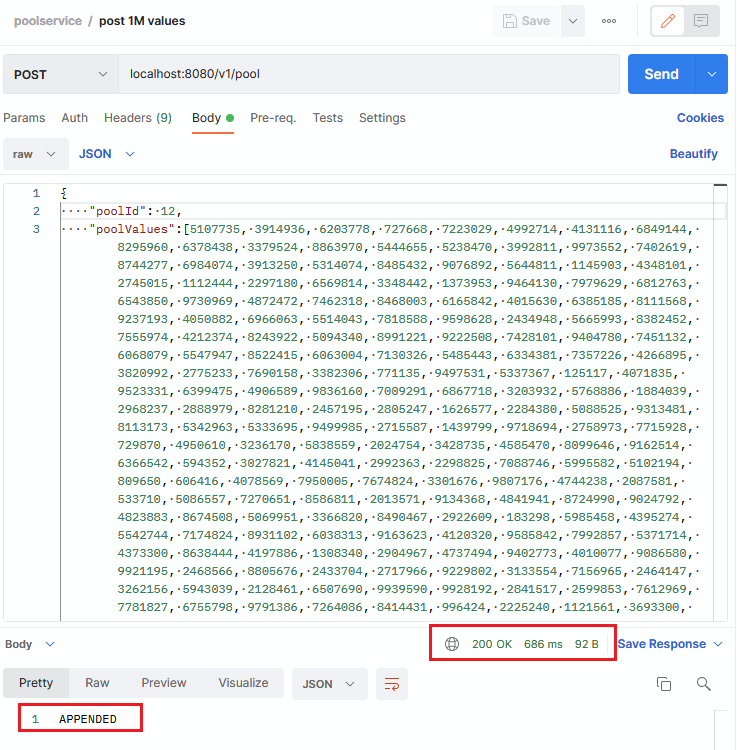 poolservice / post 1M values
Save
POST
localhost:8080/v1/pool
Send
Params Auth Headers (9) Body Pre-req. Tests Settings Cookies
raw JSON Beautify
1 {
2 ····"poolId":·12,
3 ····"poolValues":[5107735,·3914936,·6203778,·727668,·7223029,·4992714,·4131116,·6849144,·
8295960,·6378438,·3379524,·8863970,·5444655,·5238470,·3992811,·9973552,·7402619,·
8744277,·6984074,·3913250,·5314074,·8485432,·9076892,·5644811,·1145903,·4348101,·
2745015,·1112444,·2297180,·6569814,·3348442,·1373953,·9464130,·7979629,·6812763,·
6543850,·9730969,·4872472,·7462318,·8468003,·6165842,·4015630,·6385185,·8111568,·
9237193,·4050882,·6966063,·5514043,·7818588,·9598628,·2434948,·5665993,·8382452,·
7555974,·4212374,·8243922,·5094340,·8991221,·9222508,·7428101,·9404780,·7451132,·
6068079,·5547947,·8522415,·6063004,·7130326,·5485443,·6334381,·7357226,·4266895,·
3820992,·2775233,·7690158,·3382306,·771135,·9497531,·5337367,·125117,·4071835,·
9523331,·6399475,·4906589,·9836160,·7009291,·6867718,·3203932,·5768886,·1884039,·
2968237,·2888979,·8281210,·2457195,·2805247,·1626577,·2284380,·5088525,·9313481,·
8113173,·5342963,·5333695,·9499985,·2715587,·1439799,·9718694,·2758973,·7715928,·
729870,·4950610,·3236170,·5838559,·2024754,·3428735,·4585470,·8099646,·9162514,·
6366542,·594352,·3027821,·4145041,·2992363,·2298825,·7088746,·5995582,·5102194,·
809650,·606416,·4078569,·7950005,·7674824,·3301676,·9807176,·4744238,·2087581,·
533710,·5086557,·7270651,·8586811,·2013571,·9134368,·4841941,·8724990,·9024792,·
4823883,·8674508,·5069951,·3366820,·8490467,·2922609,·183298,·5985458,·4395274,·
5542744,·7174824,·8931102,·6038313,·9163623,·4120320,·9585842,·7992857,·5371714,·
4373300,·8638444,·4197886,·1308340,·2904967,·4737494,·9402773,·4010077,·9086580,·
9921195,·2468566,·8805676,·2433704,·2717966,·9229802,·3133554,·7156965,·2464147,·
3262156,·5943039,·2128461,·6507690,·9939590,·9928192,·2841517,·2599853,·7612969,·
7781827,·6755798,·9791386,·7264086,·8414431,·996424,·2225240,·1121561,·3693300,·
Body 200 OK 686 ms 92 B Save Response
Pretty Raw Preview Visualize JSON
1 APPENDED